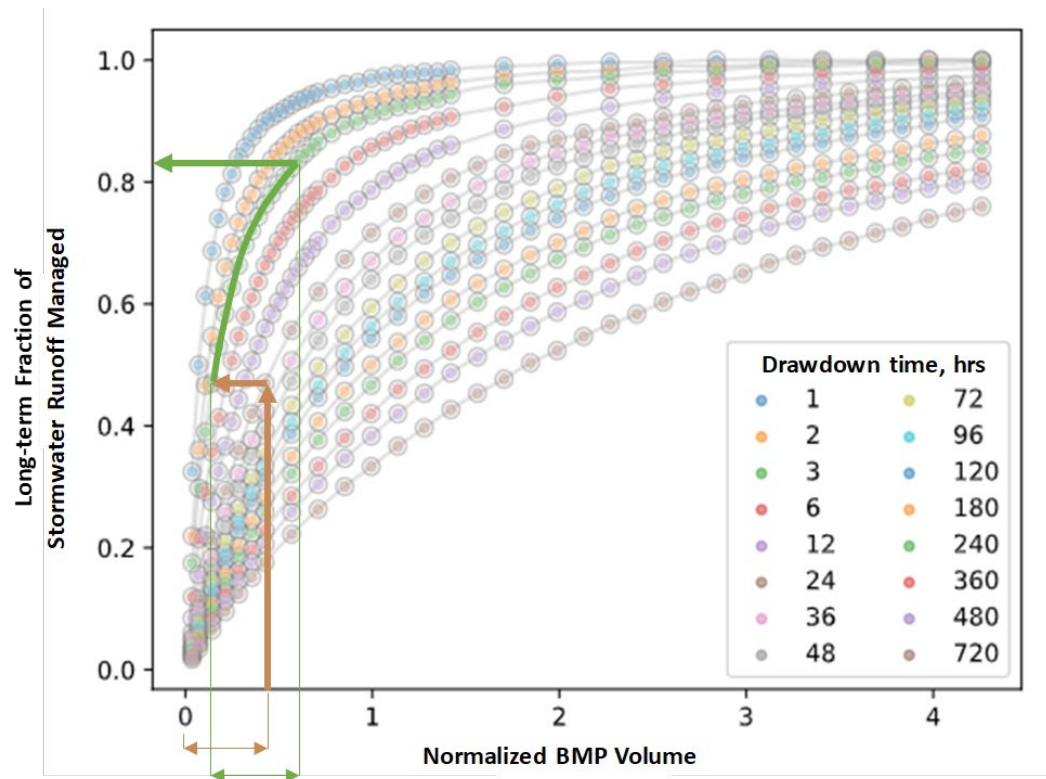 Long-term Fraction of
Stormwater Runoff Managed
1.0
0.8
0.6
0.4
0.2
0.0
Drawdown time, hrs
1 72
2 96
3 120
6 180
12 240
24 360
36 480
48 720
0 1 2 3 4
Normalized BMP Volume